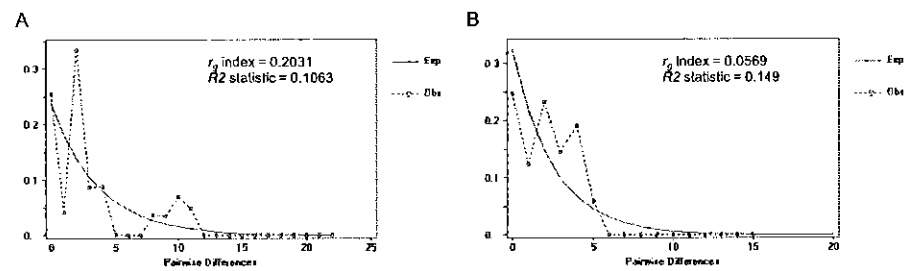 A
r_g index = 0.2031
R2 statistic = 0.1063
Exp
Obs
0.3
0.2
0.1
0.
0 5 10 15 20 25
Pairwise Differences
B
r_g Index = 0.0569
R2 statistic = 0.149
Exp
Obs
0.3
0.2
0.1
0.
0 5 10 15 20
Pairwise Differences